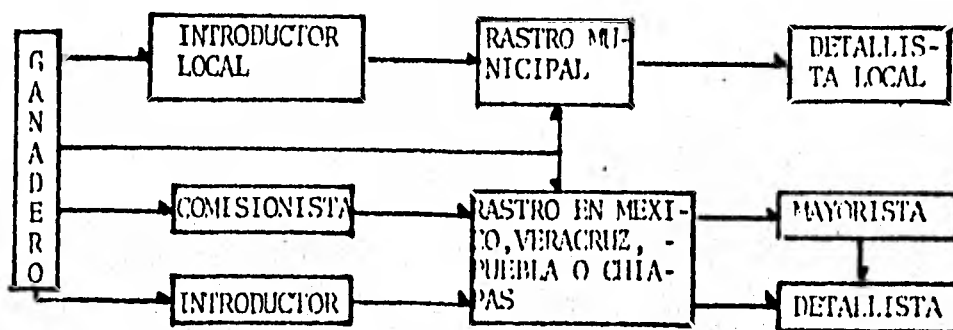 GANADERO
INTRODUCTOR
LOCAL
RASTRO MU-
NICIPAL
DETALLIS-
TA LOCAL
COMISIONISTA
RASTRO EN MEXI-
CO, VERACRUZ, -
PUEBLA O CHIA-
PAS
MAYORISTA
INTRODUCTOR
DETALLISTA